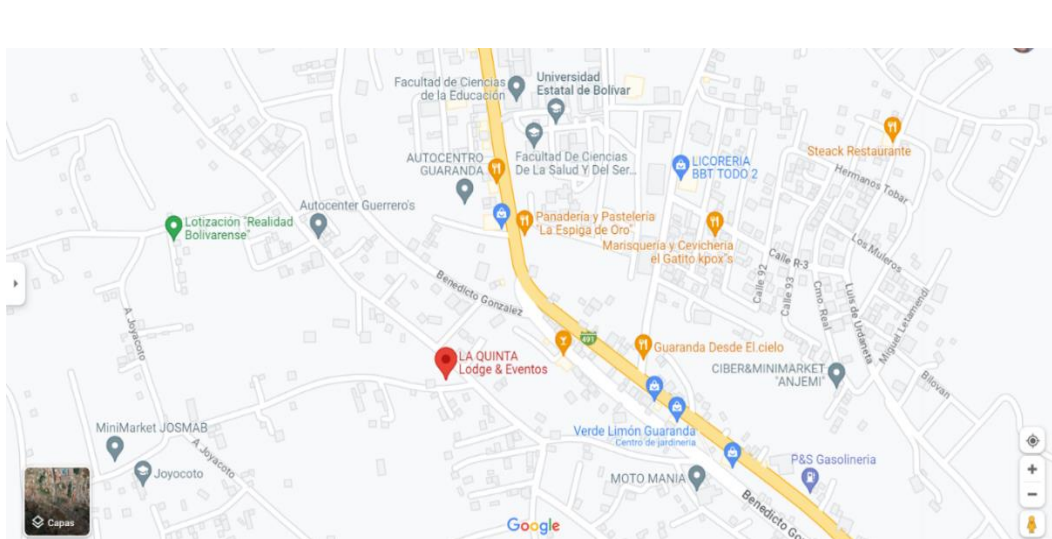 Facultad de Ciencias
de la Educación
Universidad
Estatal de Bolívar
AUTOCENTRO
GUARANDA
Facultad De Ciencias
De La Salud Y Del Ser...
LICORERIA
BBT TODO 2
Steack Restaurante
Hermanos Tobar
Autocenter Guerrero's
Lotización "Realidad
Bolivarense"
Panadería y Pastelería
"La Espiga de Oro"
Marisquería y Cevichería
el Gatito kpox´s
Los Muleros
Calle R-3
Calle 92
Calle 93
Cmo. Real
Luis de Urdaneta
Miguel Letamendi
Benedicto Gonzalez
A. Joyacoto
491
Guaranda Desde El.cielo
LA QUINTA
Lodge & Eventos
CIBER&MINIMARKET
"ANJEMI"
Bilovan
MiniMarket JOSMAB
A. Joyacoto
Verde Limón Guaranda
Centro de jardinería
P&S Gasolineria
Joyocoto
MOTO MANIA
Benedicto Go
Capas
Google